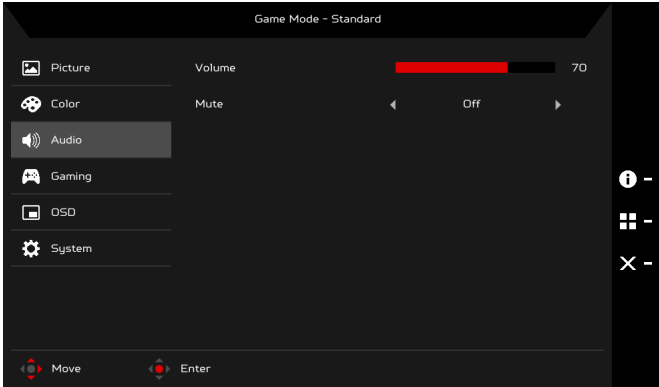 Game Mode - Standard
Picture
Volume 70
Color
Mute Off
Audio
Gaming
OSD
System
Move Enter